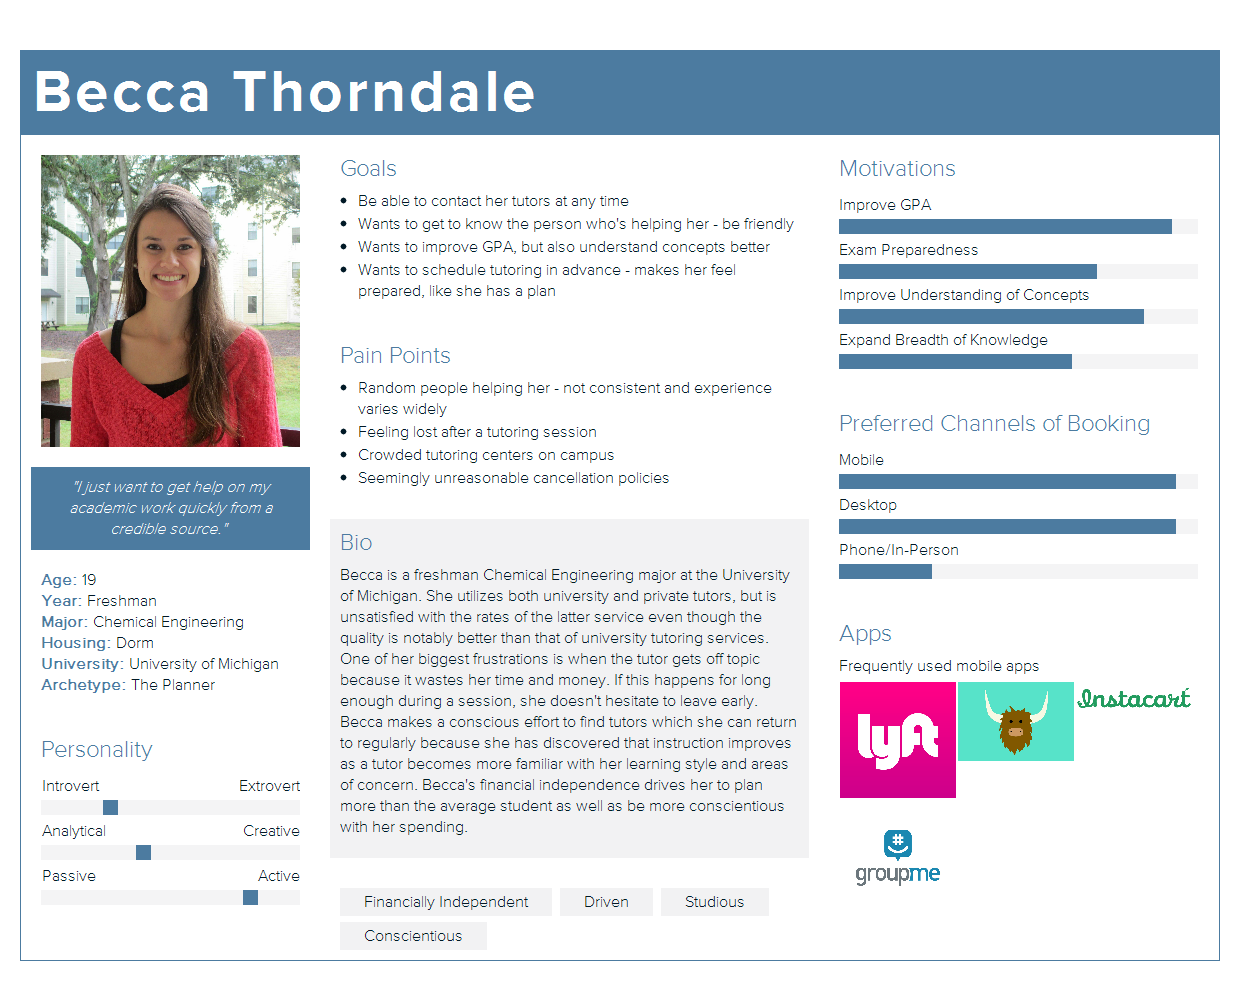 Becca Thorndale
"I just want to get help on my
academic work quickly from a
credible source."
Age: 19
Year: Freshman
Major: Chemical Engineering
Housing: Dorm
University: University of Michigan
Archetype: The Planner
Personality
Introvert Extrovert
Analytical Creative
Passive Active
Goals
• Be able to contact her tutors at any time
• Wants to get to know the person who's helping her - be friendly
• Wants to improve GPA, but also understand concepts better
• Wants to schedule tutoring in advance - makes her feel
prepared, like she has a plan
Pain Points
• Random people helping her - not consistent and experience
varies widely
• Feeling lost after a tutoring session
• Crowded tutoring centers on campus
• Seemingly unreasonable cancellation policies
Bio
Becca is a freshman Chemical Engineering major at the University
of Michigan. She utilizes both university and private tutors, but is
unsatisfied with the rates of the latter service even though the
quality is notably better than that of university tutoring services.
One of her biggest frustrations is when the tutor gets off topic
because it wastes her time and money. If this happens for long
enough during a session, she doesn't hesitate to leave early.
Becca makes a conscious effort to find tutors which she can return
to regularly because she has discovered that instruction improves
as a tutor becomes more familiar with her learning style and areas
of concern. Becca's financial independence drives her to plan
more than the average student as well as be more conscientious
with her spending.
Financially Independent Driven Studious
Conscientious
Motivations
Improve GPA
Exam Preparedness
Improve Understanding of Concepts
Expand Breadth of Knowledge
Preferred Channels of Booking
Mobile
Desktop
Phone/In-Person
Apps
Frequently used mobile apps
lyft
Instacart
#
groupme